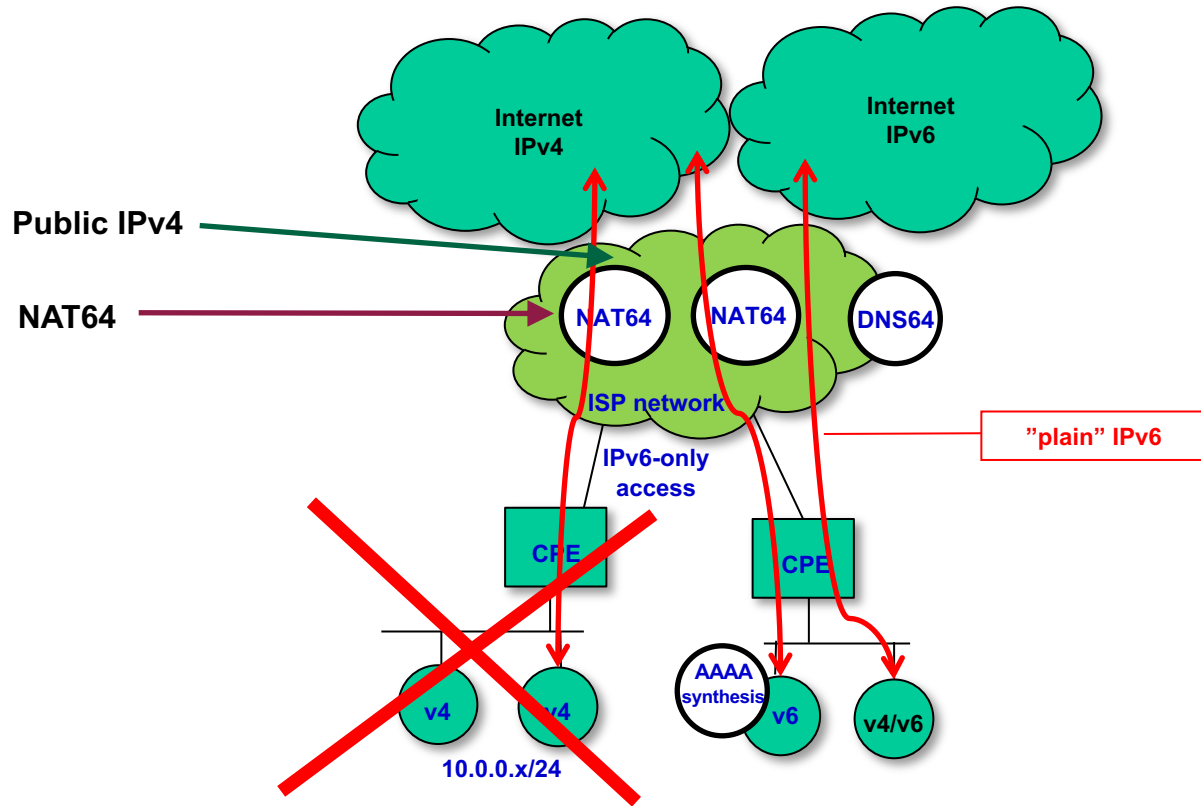 Internet
IPv4
Internet
IPv6
Public IPv4
NAT64
NAT64
NAT64
DNS64
ISP network
”plain” IPv6
IPv6-only
access
CPE
CPE
AAAA
synthesis
v4
v4
v6
v4/v6
10.0.0.x/24